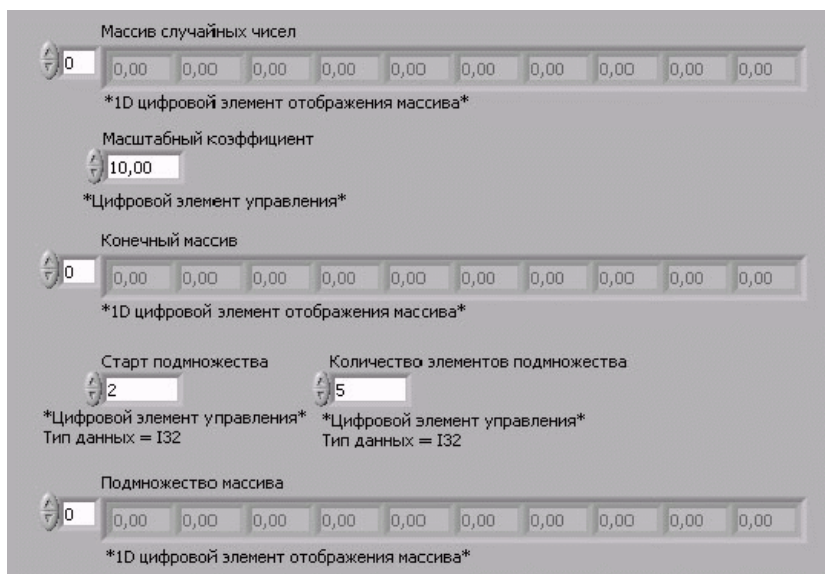 Массив случайных чисел
0 0,00 0,00 0,00 0,00 0,00 0,00 0,00 0,00 0,00 0,00
*1D цифровой элемент отображения массива*
Масштабный коэффициент
10,00
*Цифровой элемент управления*
Конечный массив
0 0,00 0,00 0,00 0,00 0,00 0,00 0,00 0,00 0,00 0,00
*1D цифровой элемент отображения массива*
Старт подмножества Количество элементов подмножества
2 5
*Цифровой элемент управления* *Цифровой элемент управления*
Тип данных = I32 Тип данных = I32
Подмножество массива
0 0,00 0,00 0,00 0,00 0,00 0,00 0,00 0,00 0,00 0,00
*1D цифровой элемент отображения массива*